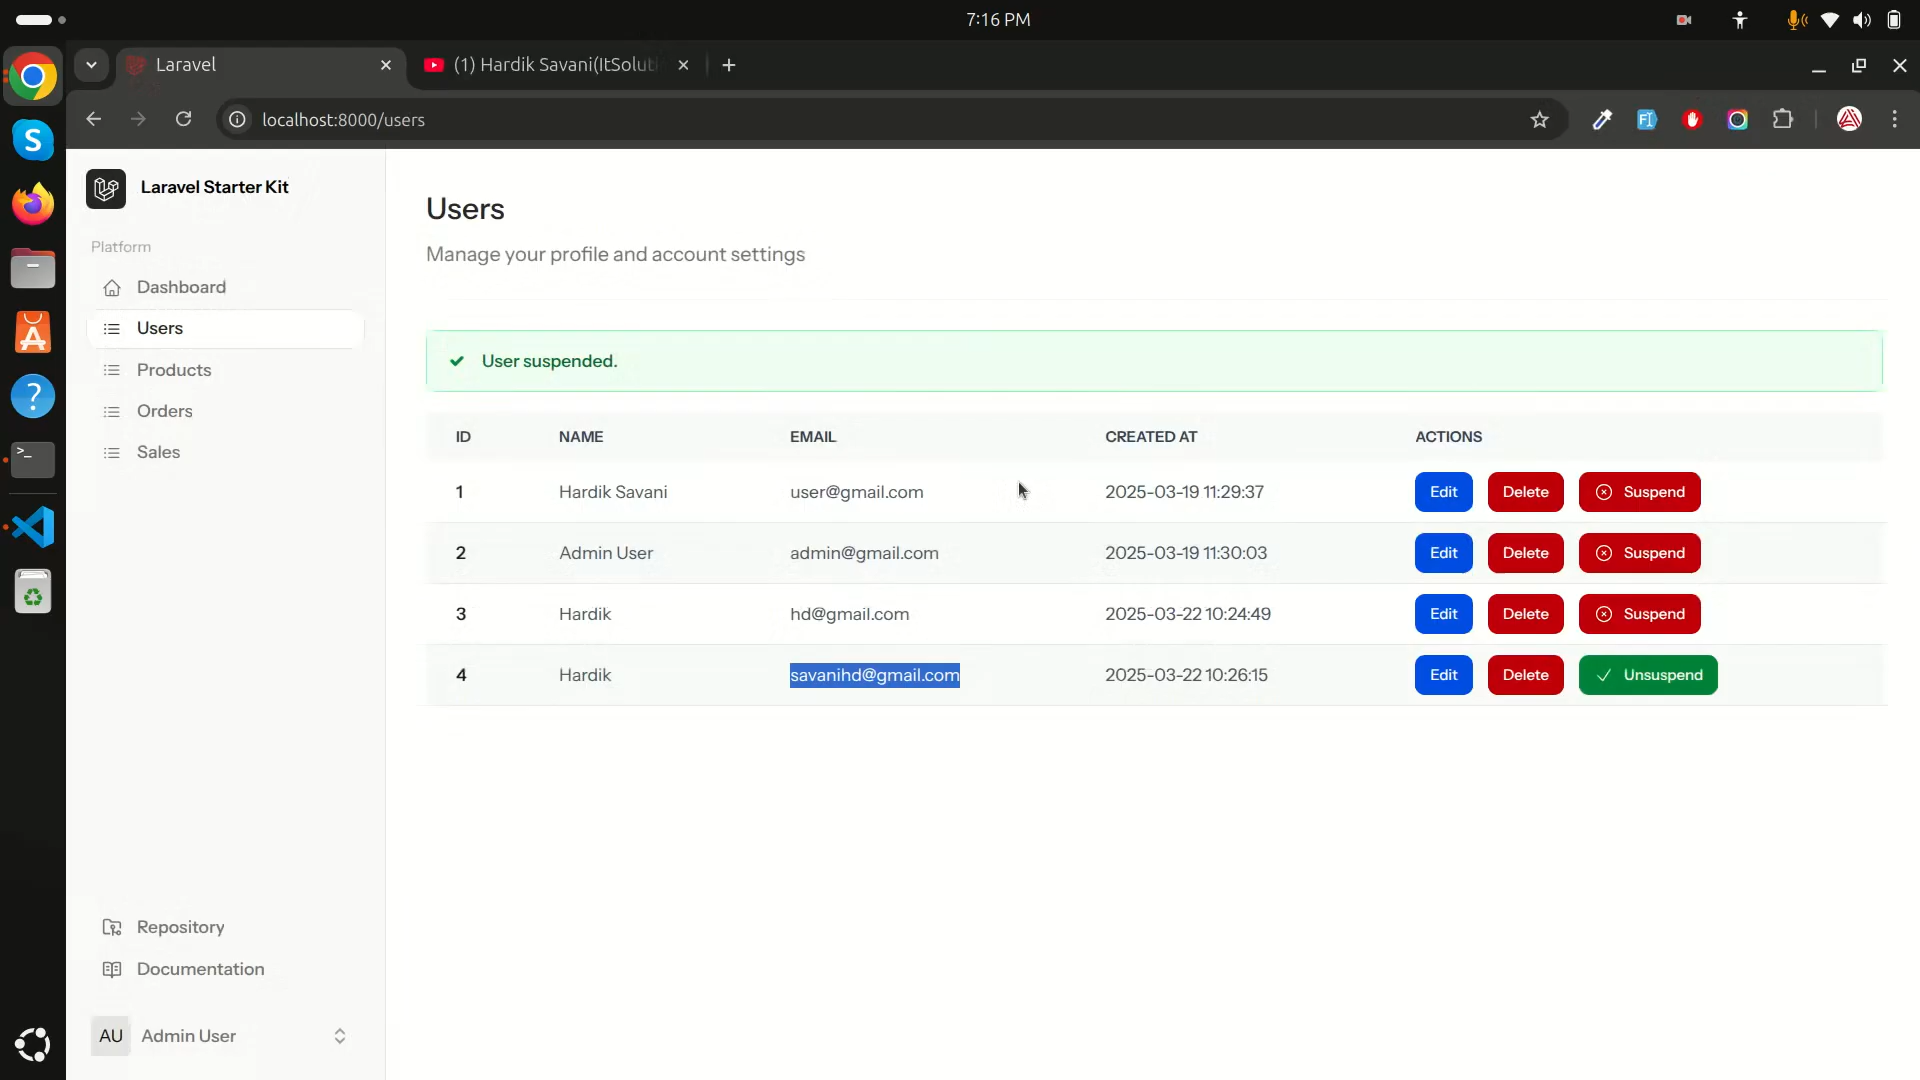 7:16 PM
Laravel
(1) Hardik Savani(ItSoluti
localhost:8000/users
Laravel Starter Kit
Platform
Dashboard
Users
Products
Orders
Sales
Repository
Documentation
AU Admin User
Users
Manage your profile and account settings
User suspended.
ID NAME EMAIL CREATED AT ACTIONS
1 Hardik Savani user@gmail.com 2025-03-19 11:29:37 Edit Delete Suspend
2 Admin User admin@gmail.com 2025-03-19 11:30:03 Edit Delete Suspend
3 Hardik hd@gmail.com 2025-03-22 10:24:49 Edit Delete Suspend
4 Hardik savanihd@gmail.com 2025-03-22 10:26:15 Edit Delete Unsuspend